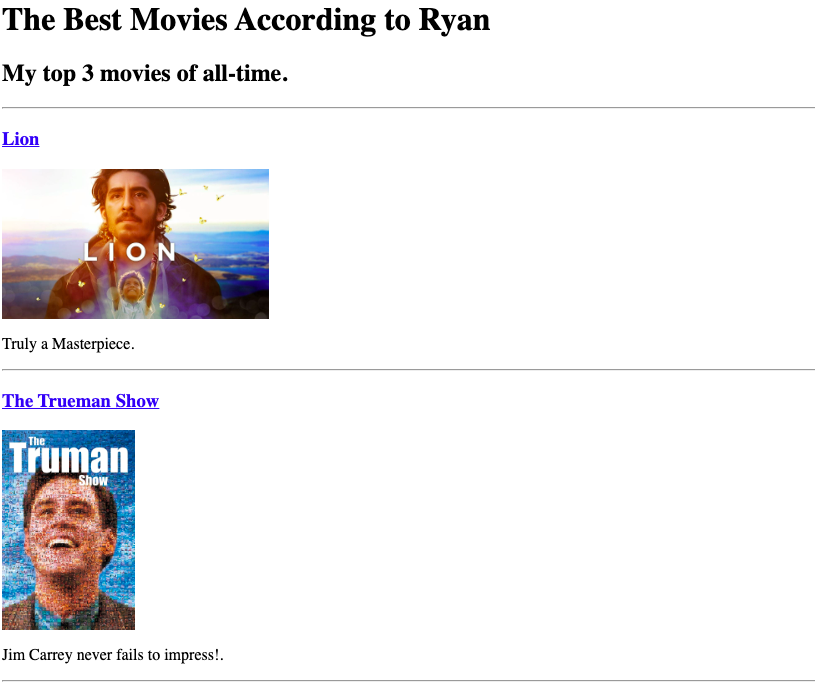 The Best Movies According to Ryan
My top 3 movies of all-time.
Lion
LION
Truly a Masterpiece.
The Trueman Show
The
Truman
Show
Jim Carrey never fails to impress!.